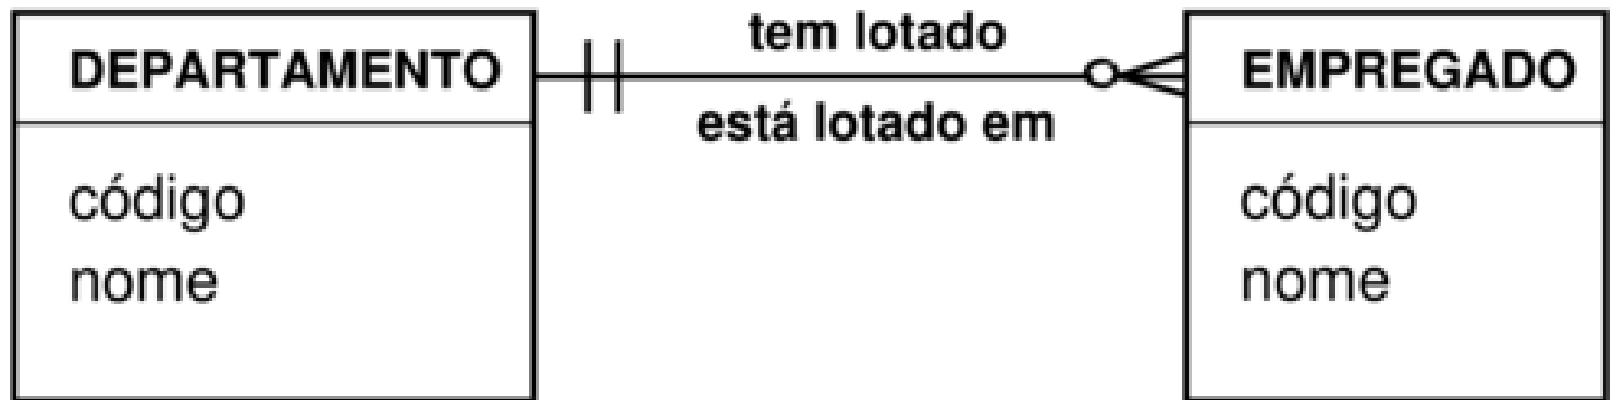 DEPARTAMENTO
código
nome
tem lotado
está lotado em
EMPREGADO
código
nome